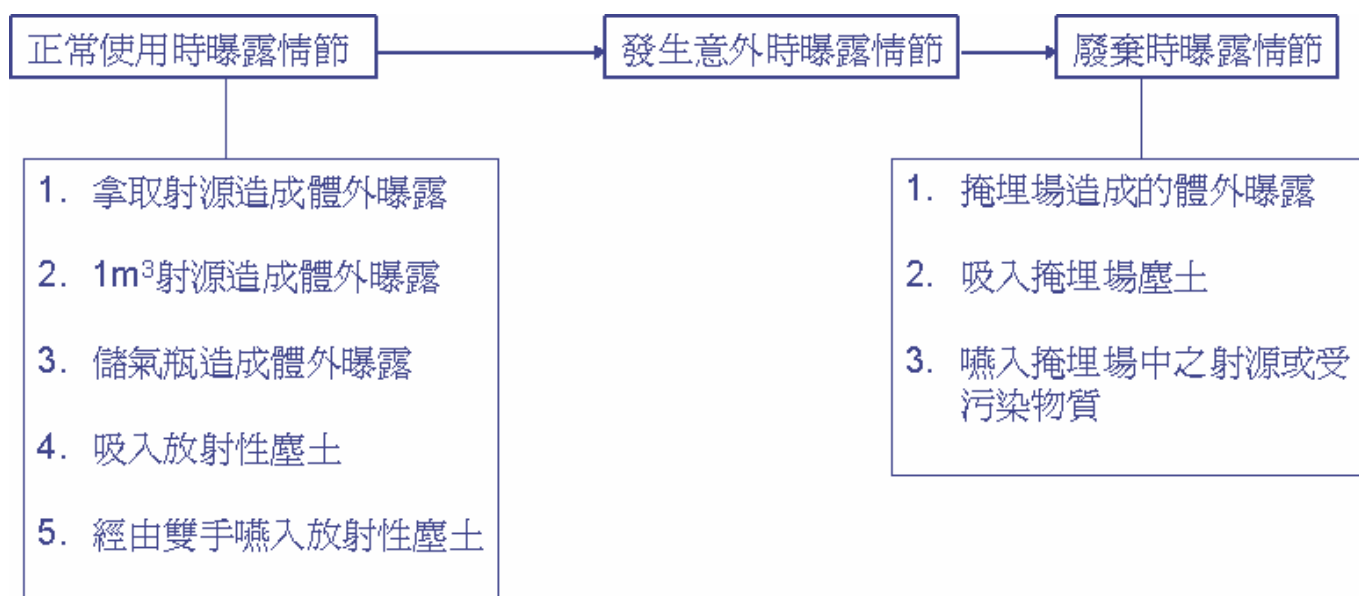 正常使用時曝露情節
發生意外時曝露情節
廢棄時曝露情節
1. 拿取射源造成體外曝露
2. 1m³射源造成體外曝露
3. 儲氣瓶造成體外曝露
4. 吸入放射性塵土
5. 經由雙手嚥入放射性塵土
1. 掩埋場造成的體外曝露
2. 吸入掩埋場塵土
3. 嚥入掩埋場中之射源或受
污染物質